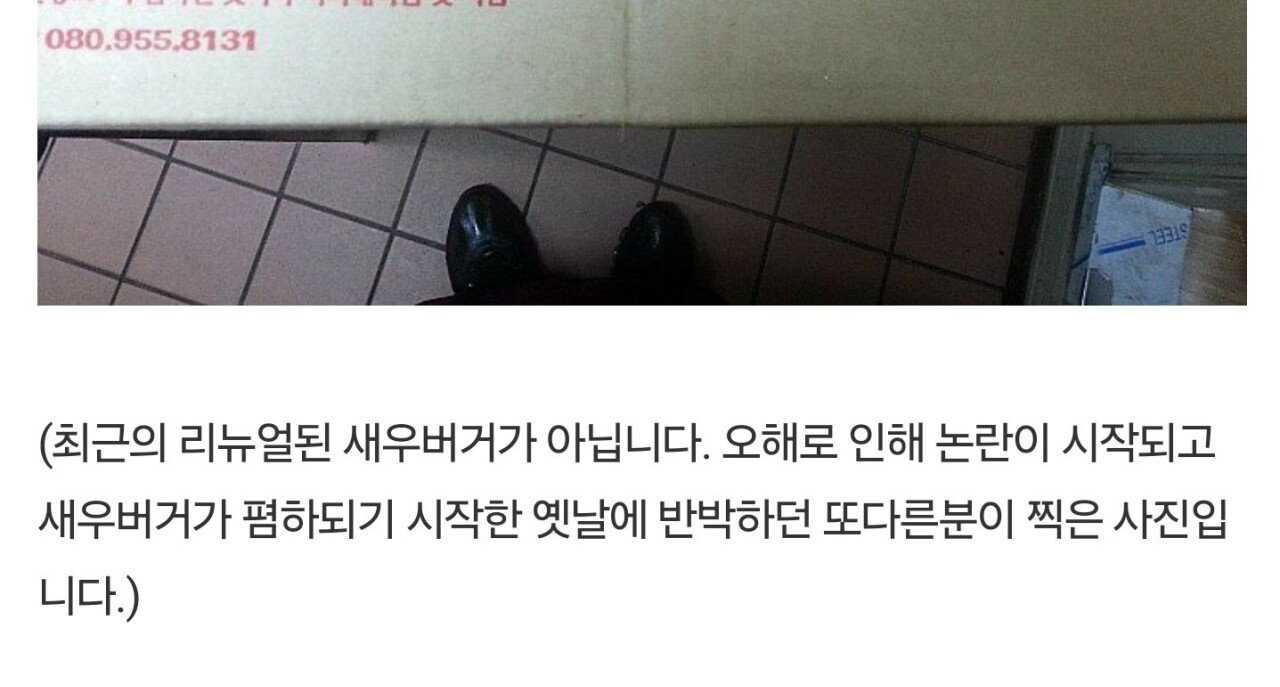 080.955.8131
STEEL
(최근의 리뉴얼된 새우버거가 아닙니다. 오해로 인해 논란이 시작되고
새우버거가 폄하되기 시작한 옛날에 반박하던 또다른분이 찍은 사진입
니다.)